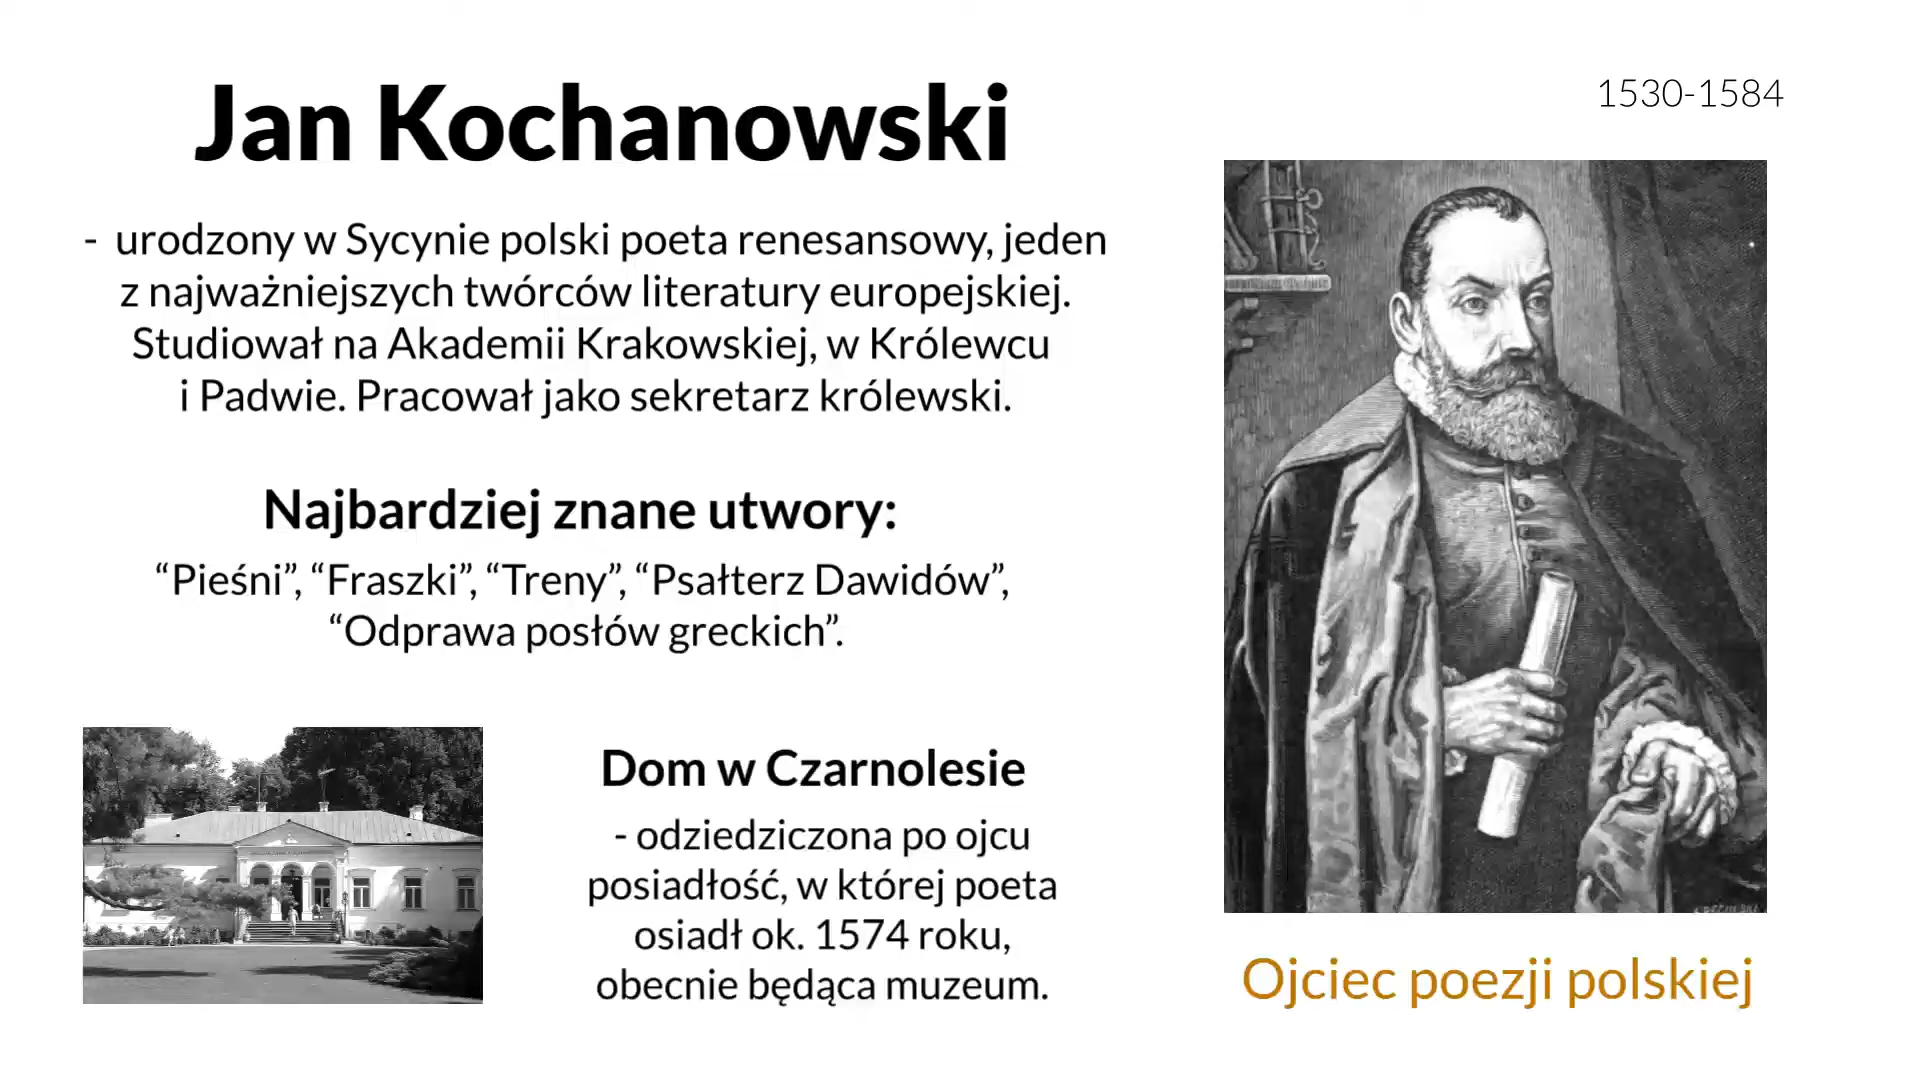 Jan Kochanowski
1530-1584
- urodzony w Sycynie polski poeta renesansowy, jeden
z najważniejszych twórców literatury europejskiej.
Studiował na Akademii Krakowskiej, w Królewcu
i Padwie. Pracował jako sekretarz królewski.
Najbardziej znane utwory:
“Pieśni”, “Fraszki”, “Treny”, “Psałterz Dawidów”,
“Odprawa posłów greckich”.
Dom w Czarnolesie
- odziedziczona po ojcu
posiadłość, w której poeta
osiadł ok. 1574 roku,
obecnie będąca muzeum.
Ojciec poezji polskiej